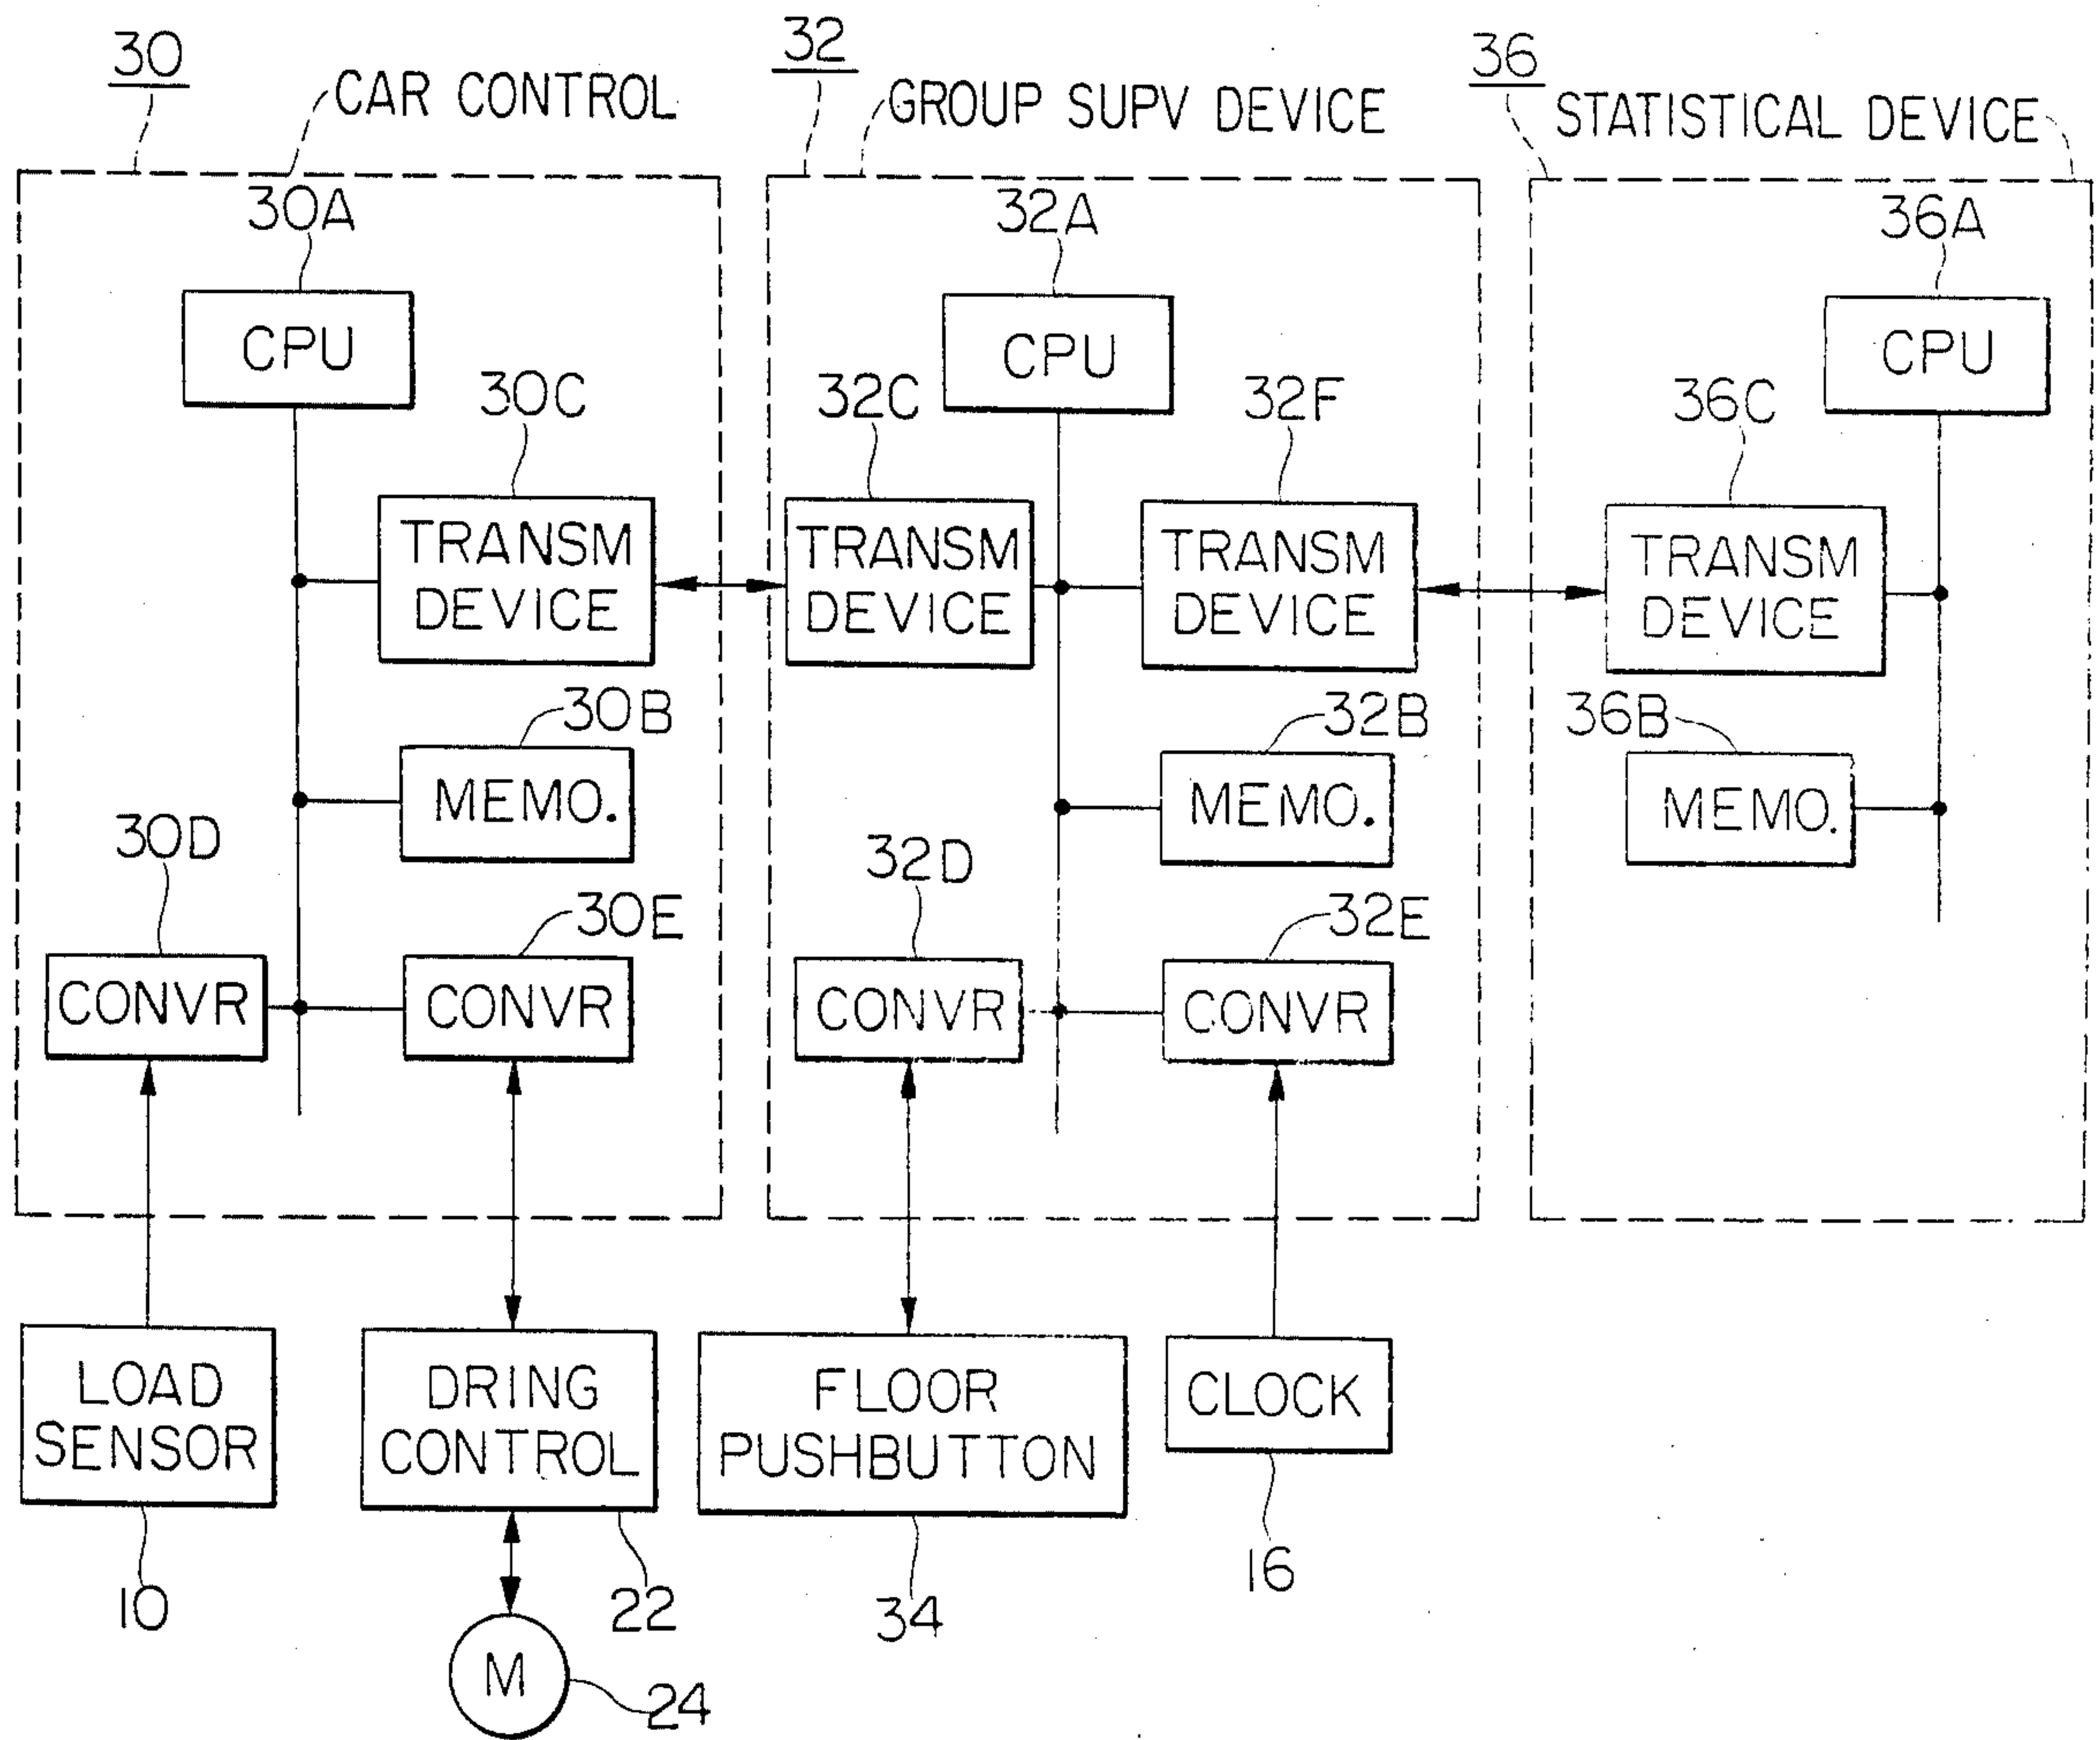 30
CAR CONTROL
32
GROUP SUPV DEVICE
36
STATISTICAL DEVICE
30A
CPU
30C
TRANSM
DEVICE
30B
MEMO.
30D
CONVR
30E
CONVR
32A
CPU
32C
TRANSM
DEVICE
32F
TRANSM
DEVICE
32B
MEMO.
32D
CONVR
32E
CONVR
36A
CPU
36C
TRANSM
DEVICE
36B
MEMO.
LOAD
SENSOR
10
DRING
CONTROL
22
M
24
FLOOR
PUSHBUTTON
34
CLOCK
16